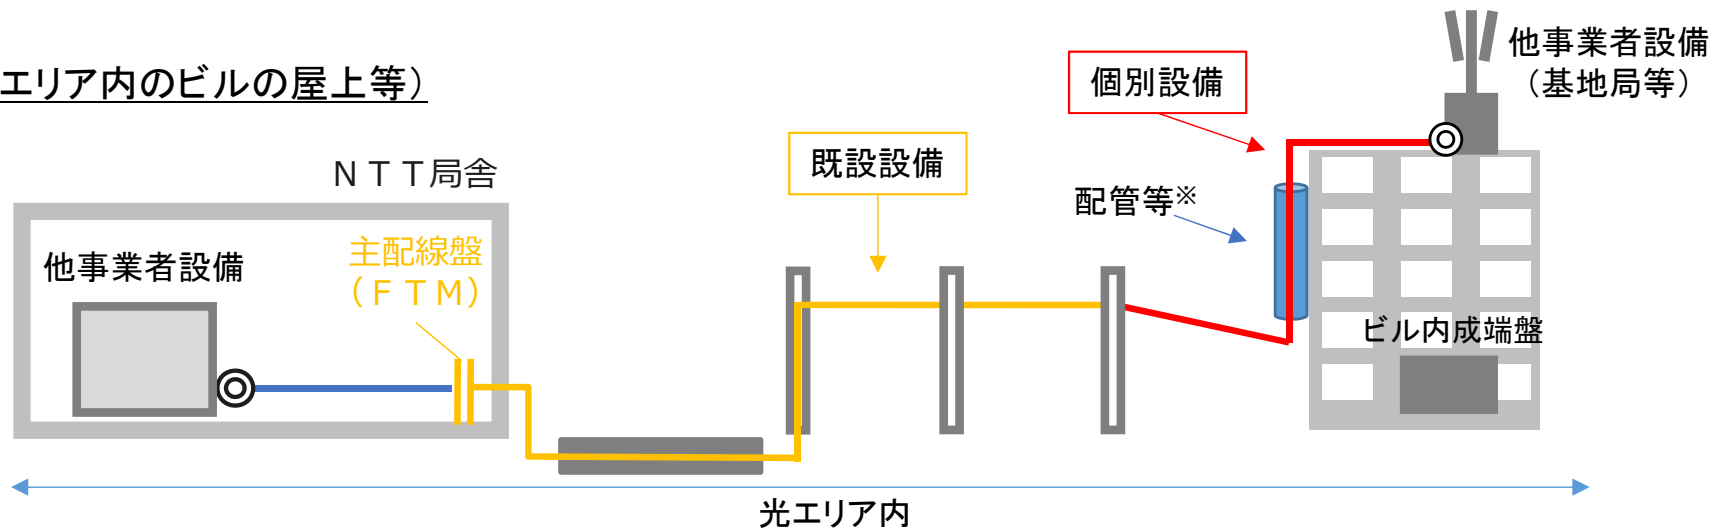 エリア内のビルの屋上等）
他事業者設備
（基地局等）
個別設備
既設設備
ＮＴＴ局舎
配管等※
他事業者設備
主配線盤
（ＦＴＭ）
ビル内成端盤
光エリア内